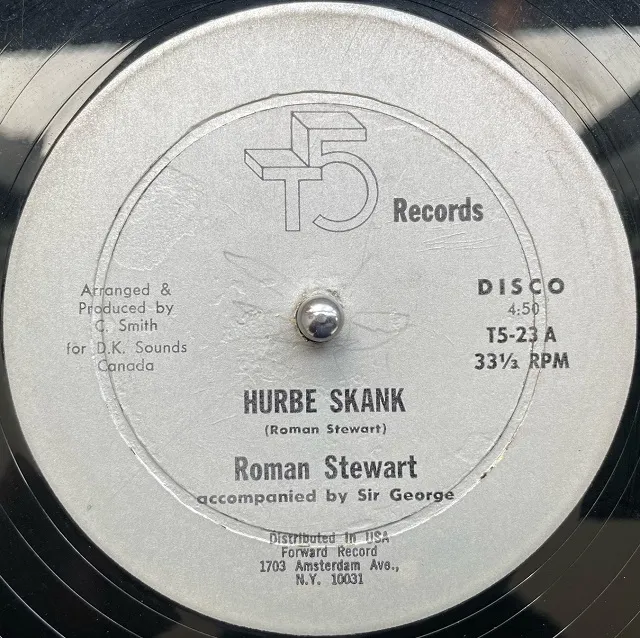 T5
Records
Arranged &
Produced by
C. Smith
for D.K. Sounds
Canada
DISCO
4:50
T5-23 A
33⅓ RPM
HURBE SKANK
(Roman Stewart)
Roman Stewart
accompanied by Sir George
Distributed In USA
Forward Record
1703 Amsterdam Ave.,
N.Y. 10031